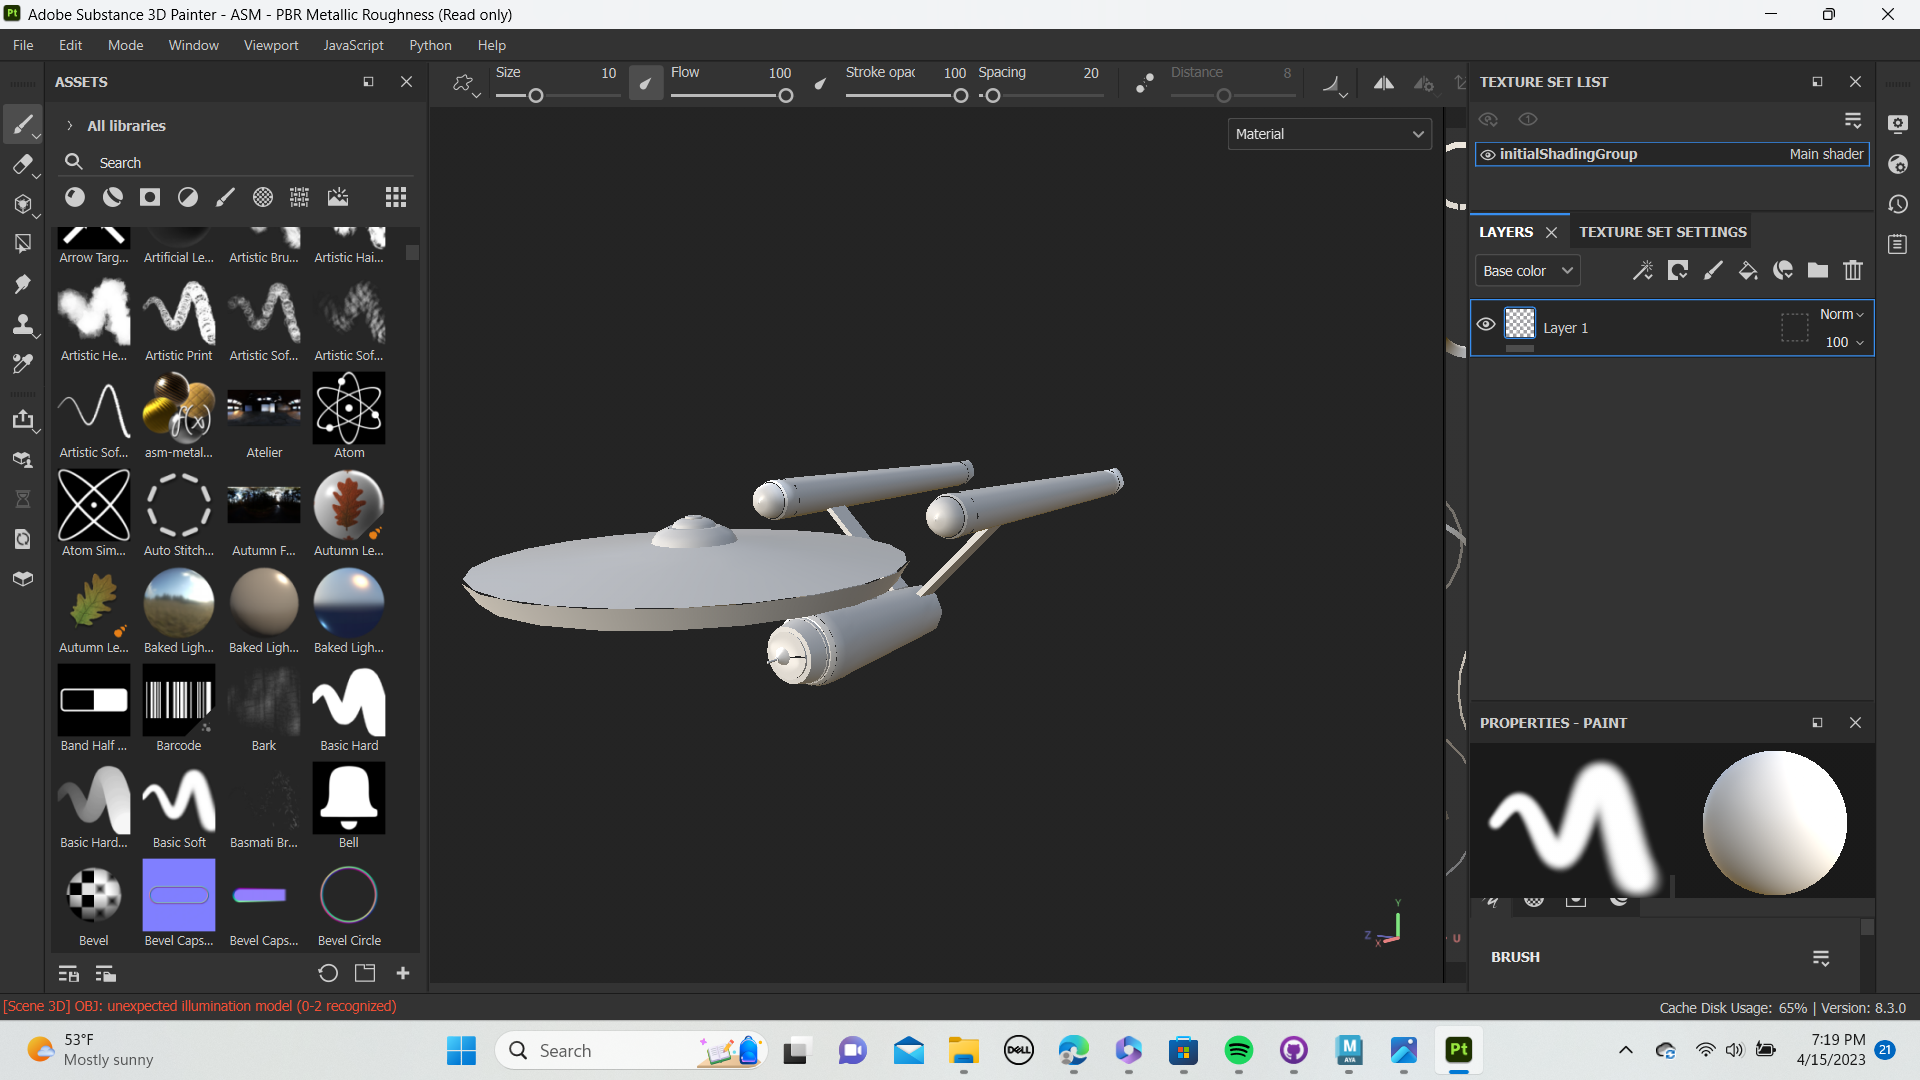 Pt Adobe Substance 3D Painter - ASM - PBR Metallic Roughness (Read only)
File Edit Mode Window Viewport JavaScript Python Help
ASSETS
All libraries
Search
Arrow Targ... Artificial Le... Artistic Bru... Artistic Hai...
Artistic He... Artistic Print Artistic Sof... Artistic Sof...
Artistic Sof... asm-metal... Atelier Atom
Atom Sim... Auto Stitch... Autumn F... Autumn Le...
Autumn Le... Baked Ligh... Baked Ligh... Baked Ligh...
Band Half ... Barcode Bark Basic Hard
Basic Hard... Basic Soft Basmati Br... Bell
Bevel Bevel Caps... Bevel Caps... Bevel Circle
Size 10 Flow 100 Stroke opac 100 Spacing 20 Distance 8
Material
Y
Z
X
U
TEXTURE SET LIST
initialShadingGroup Main shader
LAYERS TEXTURE SET SETTINGS
Base color
Layer 1 Norm
100
PROPERTIES - PAINT
BRUSH
[Scene 3D] OBJ: unexpected illumination model (0-2 recognized)
Cache Disk Usage: 65% | Version: 8.3.0
53°F
Mostly sunny
Search
DELL
M
AYA
Pt
7:19 PM
4/15/2023
21